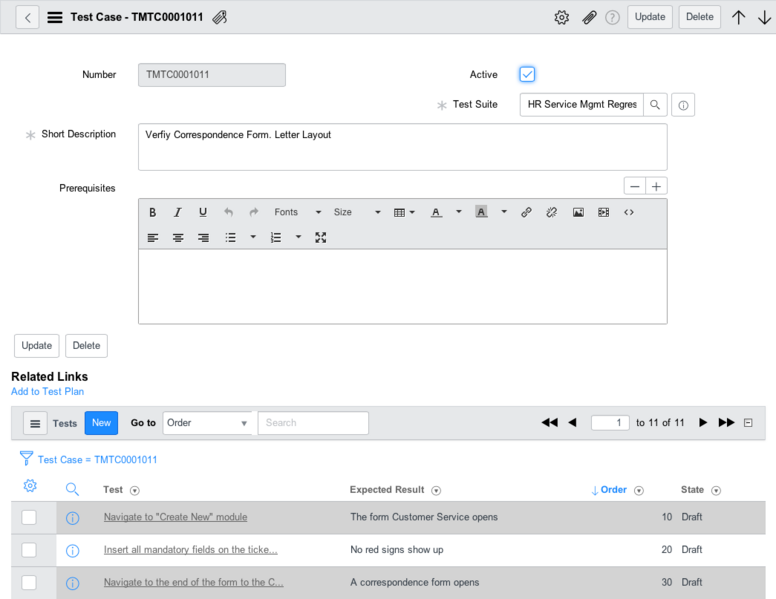 Test Case - TMTC0001011
Update Delete
Number TMTC0001011 Active
Test Suite HR Service Mgmt Regres
Short Description Verfiy Correspondence Form. Letter Layout
Prerequisites
B I U Fonts Size A A
Update Delete
Related Links
Add to Test Plan
Tests New Go to Order Search 1 to 11 of 11
Test Case = TMTC0001011
Test Expected Result Order State
Navigate to "Create New" module The form Customer Service opens 10 Draft
Insert all mandatory fields on the ticke... No red signs show up 20 Draft
Navigate to the end of the form to the C... A correspondence form opens 30 Draft